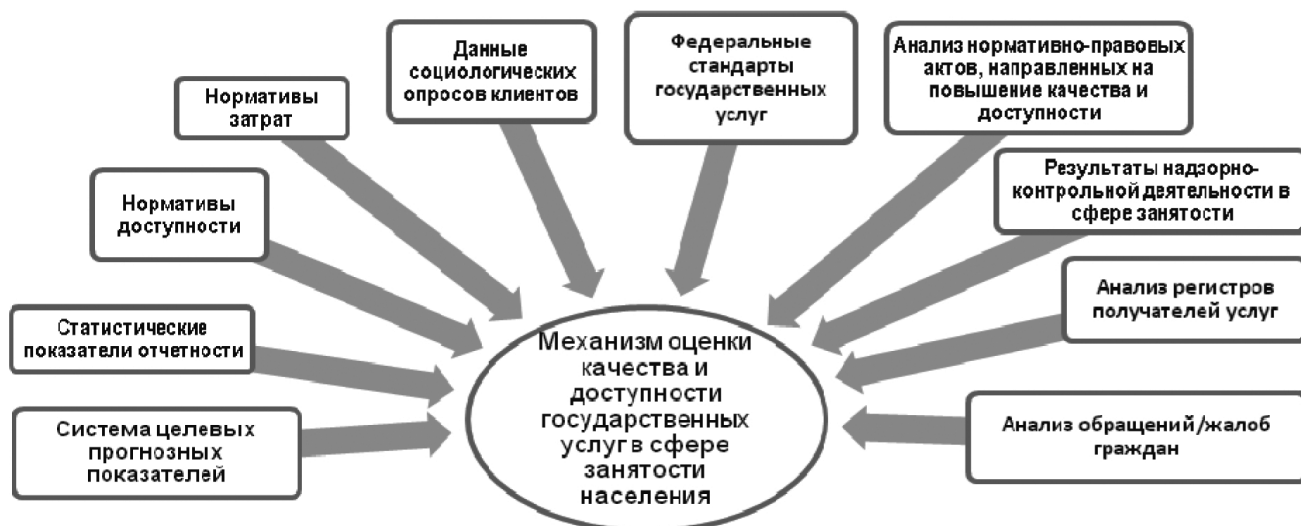 Данные
социологических
опросов клиентов
Федеральные
стандарты
государственных
услуг
Анализ нормативно-правовых
актов, направленных на
повышение качества и
доступности
Нормативы
затрат
Результаты надзорно-
контрольной деятельности в
сфере занятости
Нормативы
доступности
Анализ регистров
получателей услуг
Статистические
показатели отчетности
Система целевых
прогнозных
показателей
Анализ обращений/жалоб
граждан
Механизм оценки
качества и
доступности
государственных
услуг в сфере
занятости
населения